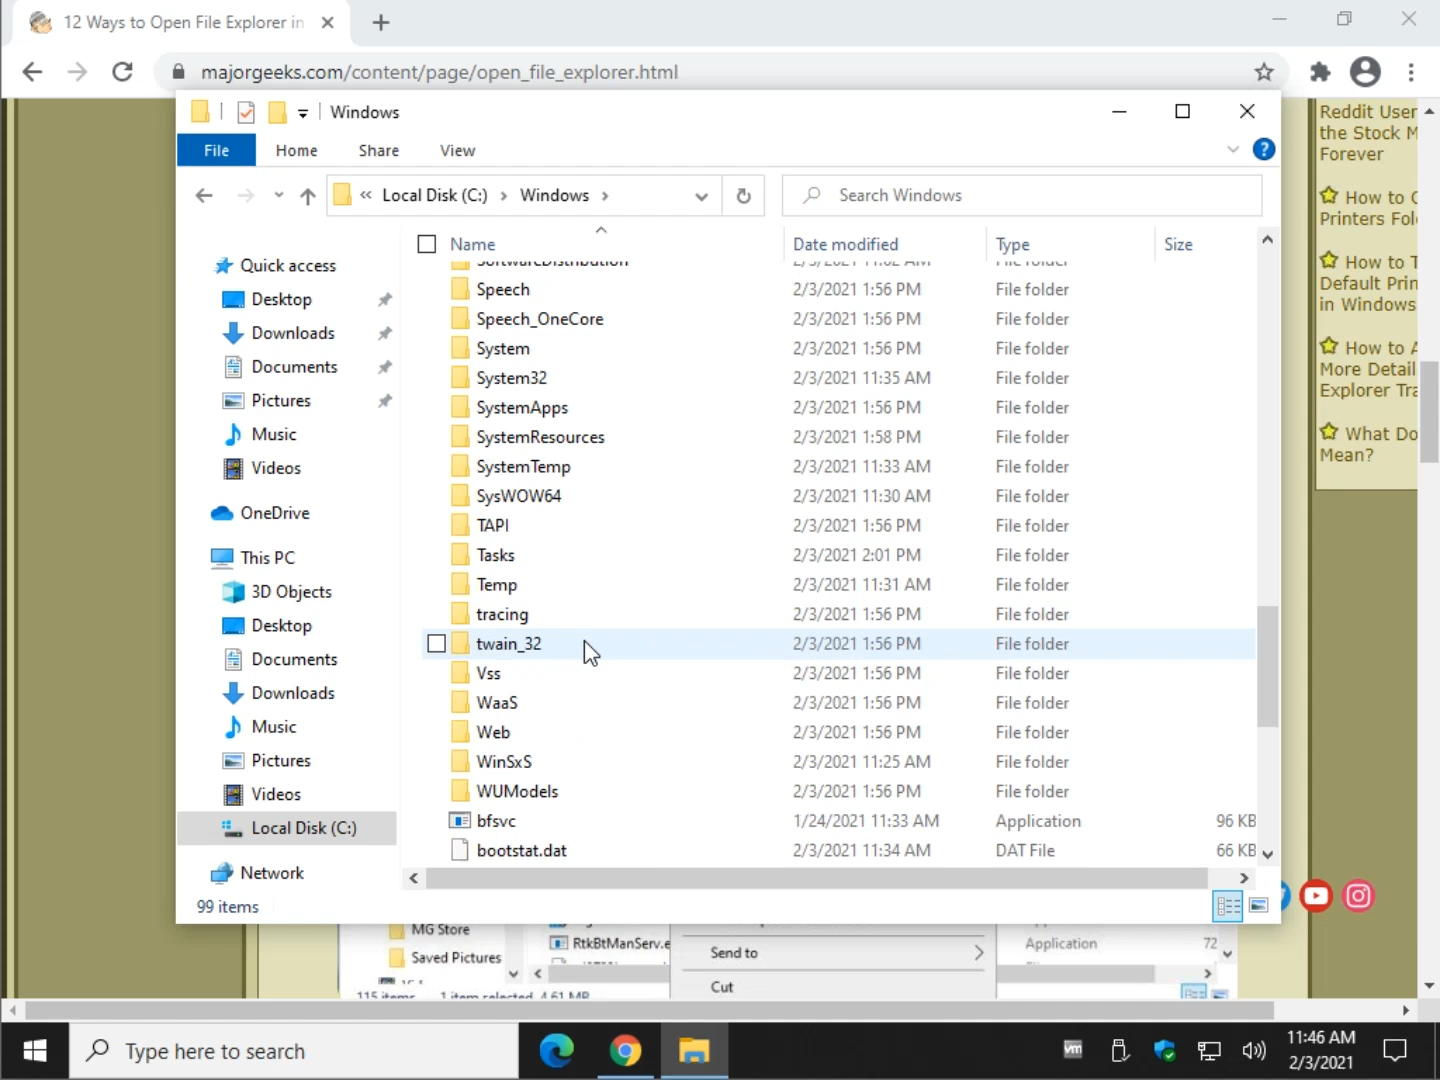 12 Ways to Open File Explorer in
majorgeeks.com/content/page/open_file_explorer.html
Windows
File
Home
Share
View
« Local Disk (C:) › Windows ›
Search Windows
Name
Date modified
Type
Size
Quick access
Desktop
Downloads
Documents
Pictures
Music
Videos
OneDrive
This PC
3D Objects
Desktop
Documents
Downloads
Music
Pictures
Videos
Local Disk (C:)
Network
99 items
SoftwareDistribution
Speech 2/3/2021 1:56 PM File folder
Speech_OneCore 2/3/2021 1:56 PM File folder
System 2/3/2021 1:56 PM File folder
System32 2/3/2021 11:35 AM File folder
SystemApps 2/3/2021 1:56 PM File folder
SystemResources 2/3/2021 1:58 PM File folder
SystemTemp 2/3/2021 11:33 AM File folder
SysWOW64 2/3/2021 11:30 AM File folder
TAPI 2/3/2021 1:56 PM File folder
Tasks 2/3/2021 2:01 PM File folder
Temp 2/3/2021 11:31 AM File folder
tracing 2/3/2021 1:56 PM File folder
twain_32 2/3/2021 1:56 PM File folder
Vss 2/3/2021 1:56 PM File folder
WaaS 2/3/2021 1:56 PM File folder
Web 2/3/2021 1:56 PM File folder
WinSxS 2/3/2021 11:25 AM File folder
WUModels 2/3/2021 1:56 PM File folder
bfsvc 1/24/2021 11:33 AM Application 96 KB
bootstat.dat 2/3/2021 11:34 AM DAT File 66 KB
Reddit User
the Stock M
Forever
How to
Printers Fol
How to T
Default Prin
in Windows
How to A
More Detail
Explorer Tra
What Do
Mean?
MG Store
Saved Pictures
RtkBtManServ.e
Application
72
115 items 1 item selected 4.61 MB
Send to
Cut
Type here to search
vm
11:46 AM
2/3/2021